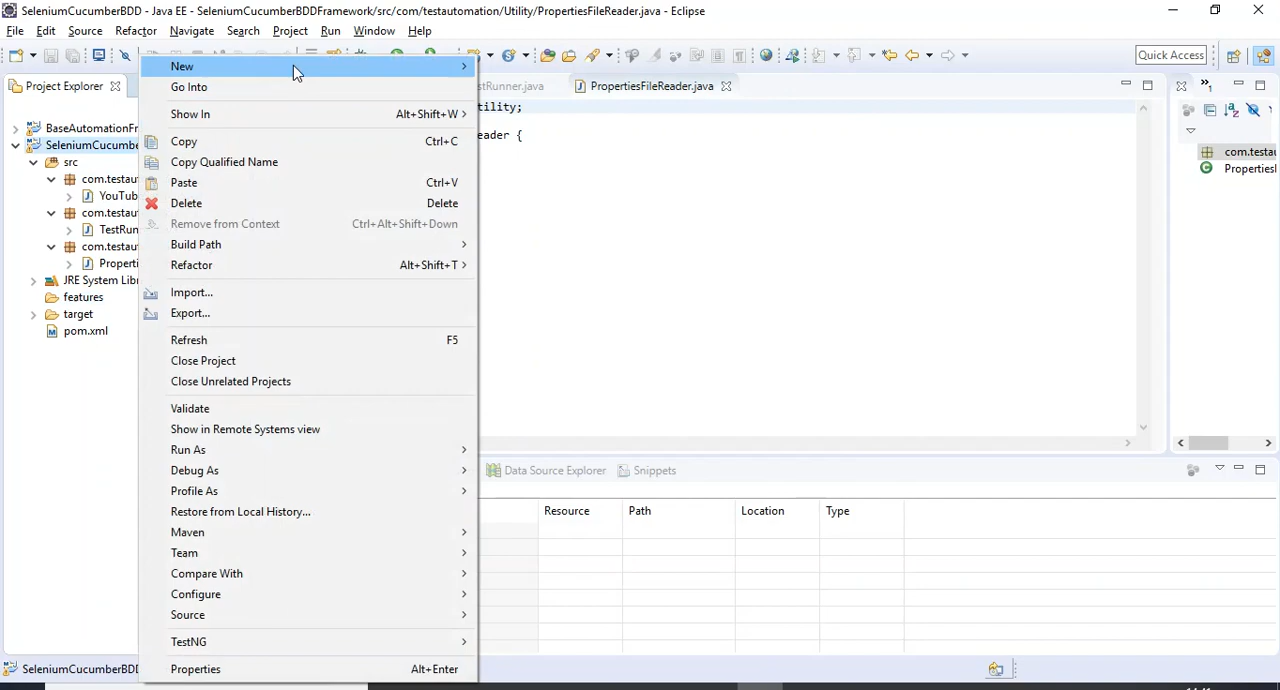 SeleniumCucumberBDD - Java EE - SeleniumCucumberBDDFramework/src/com/testautomation/Utility/PropertiesFileReader.java - Eclipse
File Edit Source Refactor Navigate Search Project Run Window Help
Quick Access
Project Explorer
New
Go Into
Show In Alt+Shift+W
Copy Ctrl+C
Copy Qualified Name
Paste Ctrl+V
Delete Delete
Remove from Context Ctrl+Alt+Shift+Down
Build Path
Refactor Alt+Shift+T
Import...
Export...
Refresh F5
Close Project
Close Unrelated Projects
Validate
Show in Remote Systems view
Run As
Debug As
Profile As
Restore from Local History...
Maven
Team
Compare With
Configure
Source
TestNG
Properties Alt+Enter
BaseAutomationFr
SeleniumCucumbe
src
com.testaut
YouTub
com.testaut
TestRun
com.testaut
Properti
JRE System Lib
features
target
pom.xml
estRunner.java PropertiesFileReader.java
tility;
eader {
com.testau
PropertiesI
Data Source Explorer Snippets
Resource Path Location Type
SeleniumCucumberBDD